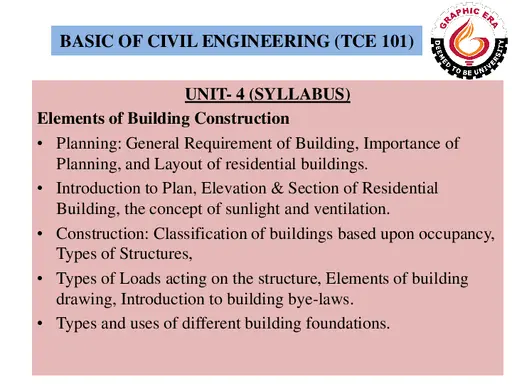 BASIC OF CIVIL ENGINEERING (TCE 101)
GRAPHIC ERA
DEEMED TO BE UNIVERSITY
UNIT- 4 (SYLLABUS)
Elements of Building Construction
• Planning: General Requirement of Building, Importance of
Planning, and Layout of residential buildings.
• Introduction to Plan, Elevation & Section of Residential
Building, the concept of sunlight and ventilation.
• Construction: Classification of buildings based upon occupancy,
Types of Structures,
• Types of Loads acting on the structure, Elements of building
drawing, Introduction to building bye-laws.
• Types and uses of different building foundations.